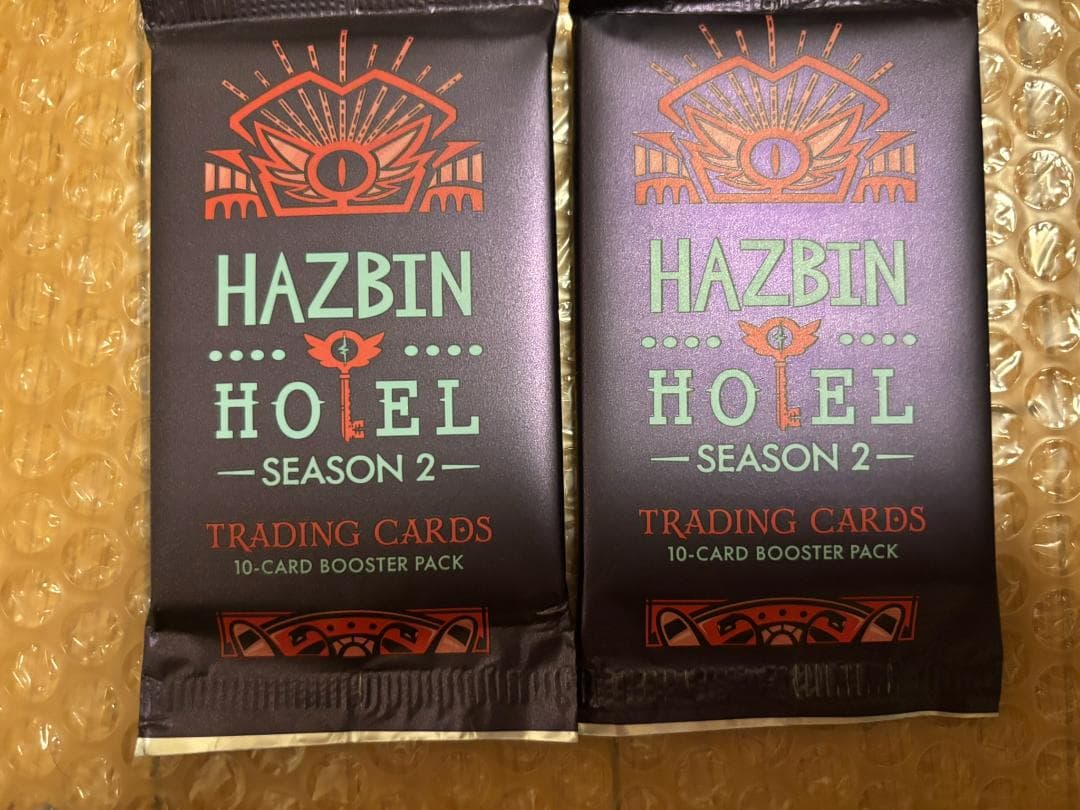 HAZBIN
HOTEL
SEASON 2
TRADING CARDS
10-CARD BOOSTER PACK
HAZBIN
HOTEL
SEASON 2
TRADING CARDS
10-CARD BOOSTER PACK